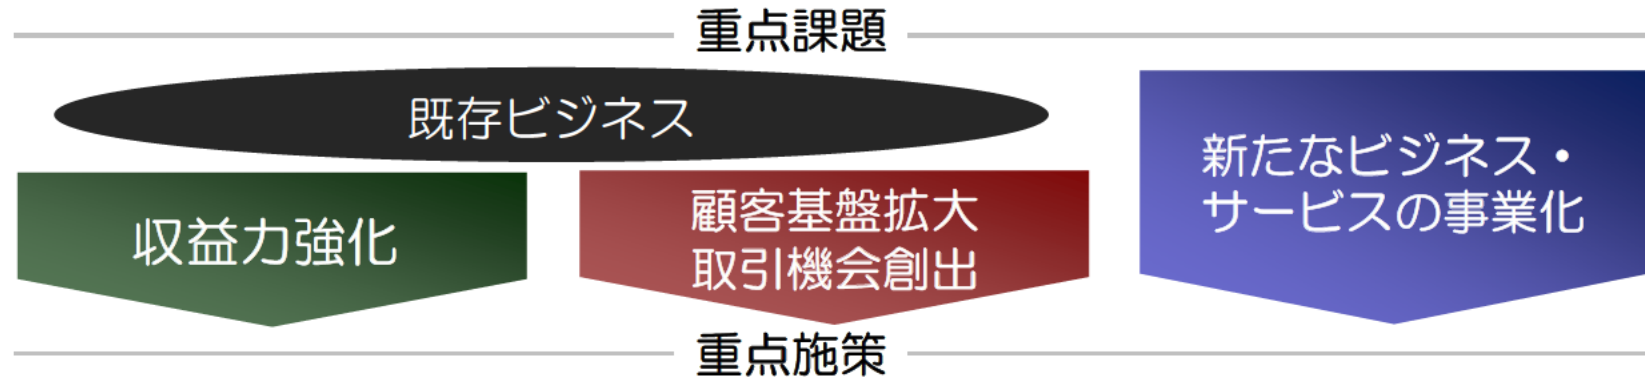 重点課題
既存ビジネス
収益力強化
顧客基盤拡大
取引機会創出
新たなビジネス・
サービスの事業化
重点施策